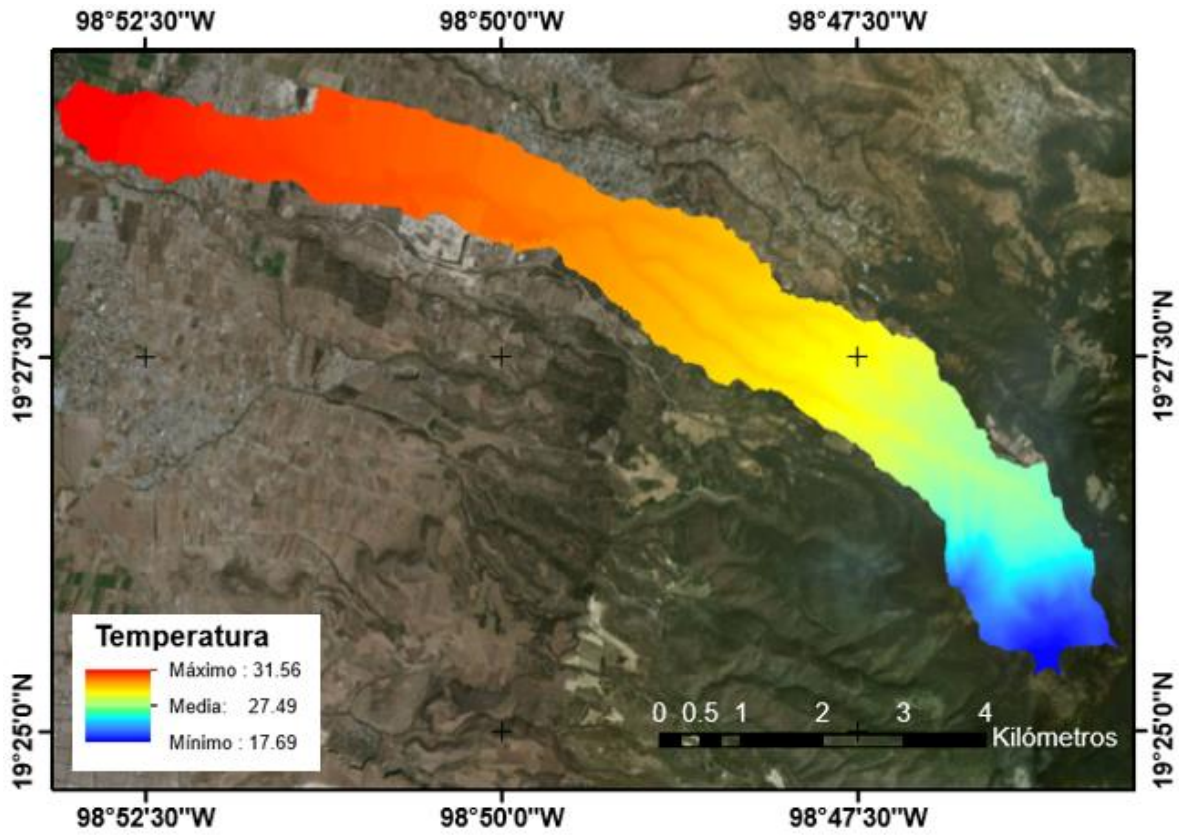 98°52'30"W 98°50'0"W 98°47'30"W
19°27'30"N
19°27'30"N
19°25'0"N
19°25'0"N
Temperatura
Máximo : 31.56
Media: 27.49
Mínimo : 17.69
0 0.5 1 2 3 4
Kilómetros
98°52'30"W 98°50'0"W 98°47'30"W